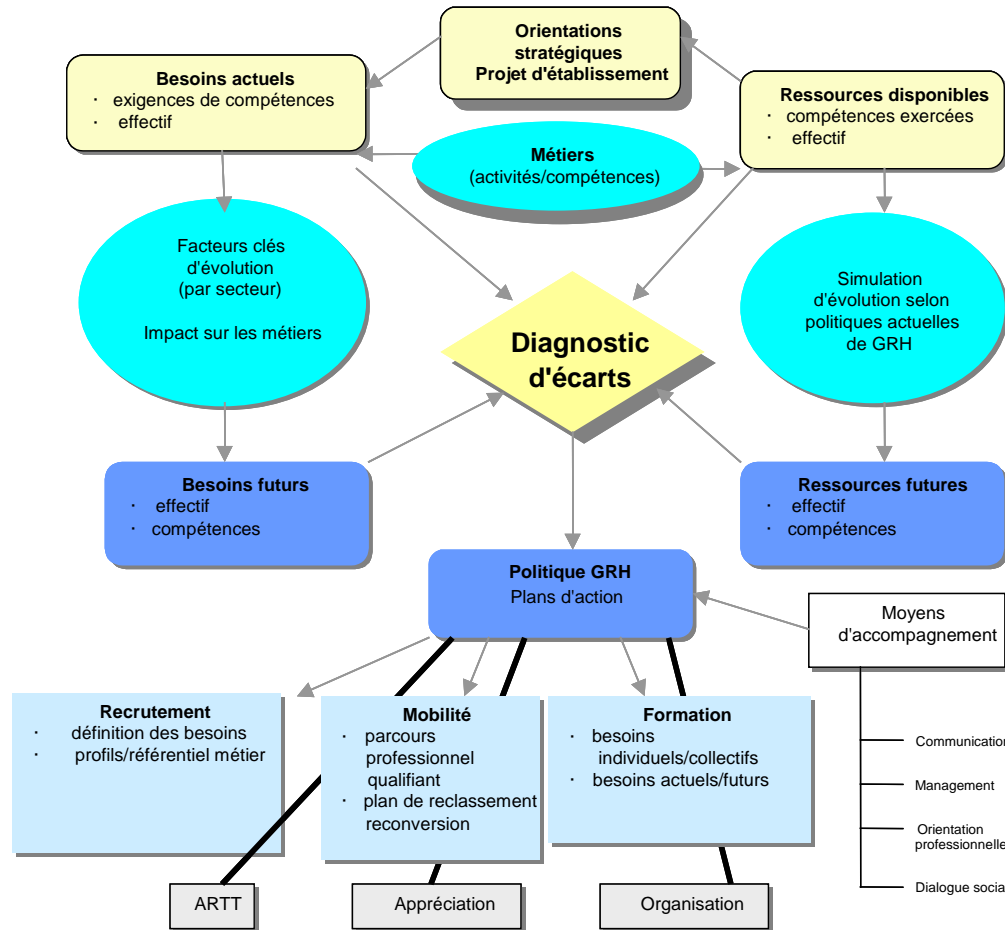 Orientations
stratégiques
Projet d'établissement
Besoins actuels
· exigences de compétences
· effectif
Ressources disponibles
· compétences exercées
· effectif
Métiers
(activités/compétences)
Facteurs clés
d'évolution
(par secteur)
Impact sur les métiers
Simulation
d'évolution selon
politiques actuelles
de GRH
Diagnostic
d'écarts
Besoins futurs
· effectif
· compétences
Ressources futures
· effectif
· compétences
Politique GRH
Plans d'action
Moyens
d'accompagnement
Recrutement
· définition des besoins
· profils/référentiel métier
Mobilité
· parcours
professionnel
qualifiant
· plan de reclassement
reconversion
Formation
· besoins
individuels/collectifs
· besoins actuels/futurs
Communication
Management
Orientation
professionnelle
Dialogue social
ARTT
Appréciation
Organisation